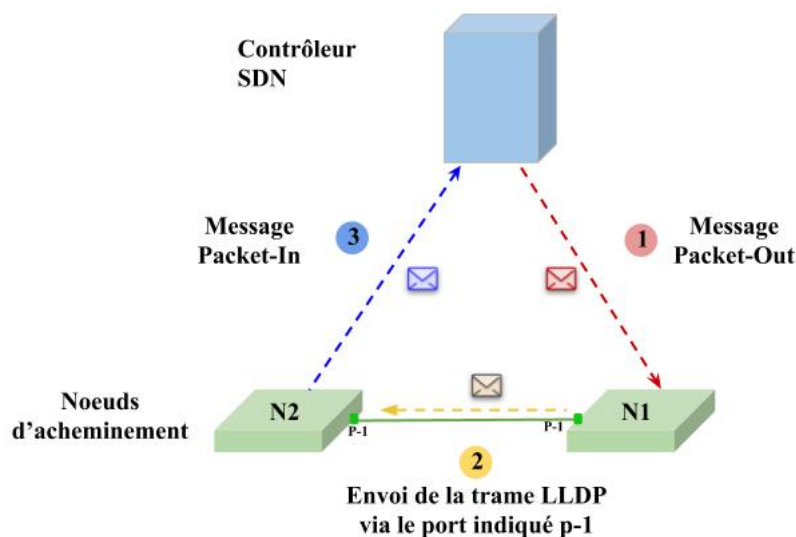 Contrôleur
SDN
Message
Packet-In
3
1
Message
Packet-Out
Noeuds
d'acheminement
N2
P-1
P-1
N1
2
Envoi de la trame LLDP
via le port indiqué p-1